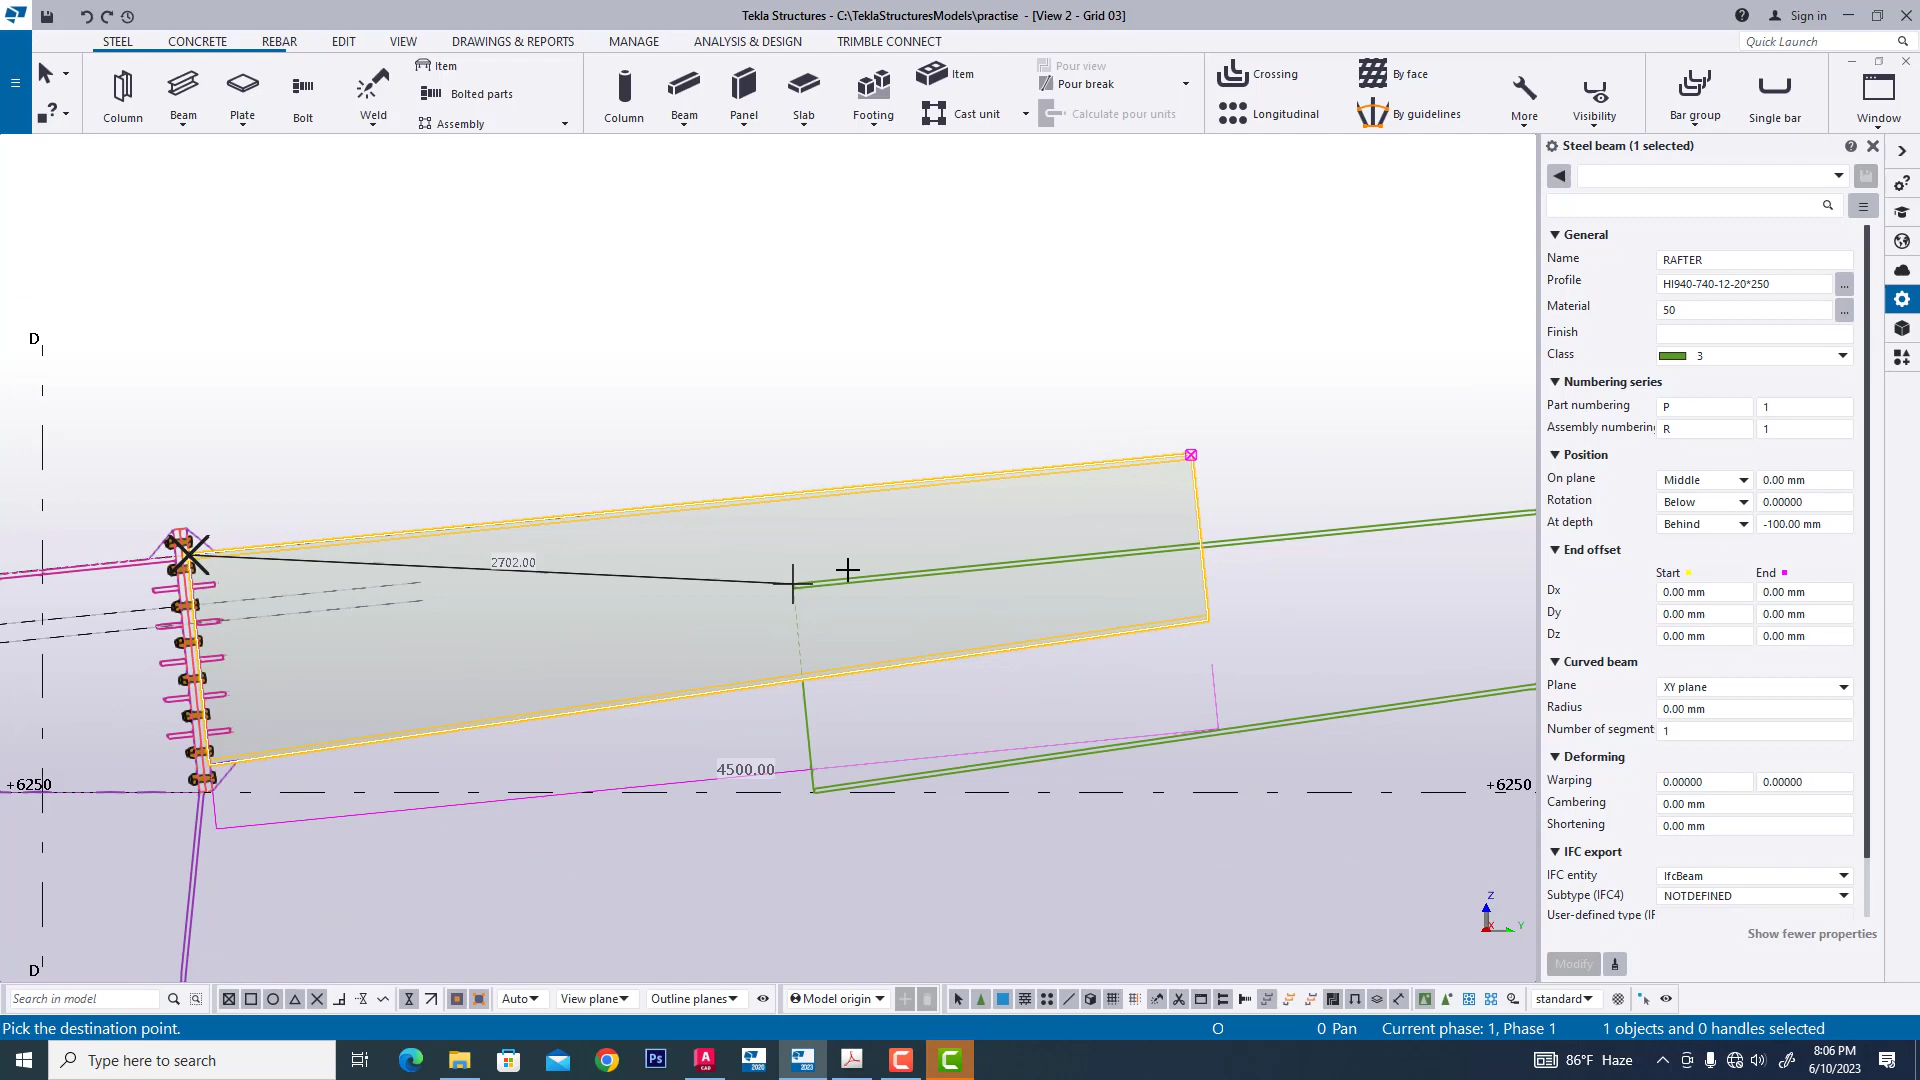 Tekla Structures - C:\TeklaStructuresModels\practise - [View 2 - Grid 03]
Sign in
STEEL CONCRETE REBAR EDIT VIEW DRAWINGS & REPORTS MANAGE ANALYSIS & DESIGN TRIMBLE CONNECT
Quick Launch
Column Beam Plate Bolt Weld
Item
Bolted parts
Assembly
Column Beam Panel Slab Footing
Item
Cast unit
Pour view
Pour break
Calculate pour units
Crossing
Longitudinal
By face
By guidelines
More
Visibility
Bar group
Single bar
Window
Steel beam (1 selected)
General
Name RAFTER
Profile HI940-740-12-20*250 ...
Material 50 ...
Finish
Class 3
Numbering series
Part numbering P 1
Assembly numbering R 1
Position
On plane Middle 0.00 mm
Rotation Below 0.00000
At depth Behind -100.00 mm
End offset
Start End
Dx 0.00 mm 0.00 mm
Dy 0.00 mm 0.00 mm
Dz 0.00 mm 0.00 mm
Curved beam
Plane XY plane
Radius 0.00 mm
Number of segment 1
Deforming
Warping 0.00000 0.00000
Cambering 0.00 mm
Shortening 0.00 mm
IFC export
IFC entity IfcBeam
Subtype (IFC4) NOTDEFINED
User-defined type (IF
Show fewer properties
Modify
D
2702.00
4500.00
+6250
+6250
D
Z
X
Y
Search in model
Auto
View plane
Outline planes
Model origin
standard
Pick the destination point.
O
0 Pan
Current phase: 1, Phase 1
1 objects and 0 handles selected
Type here to search
Ps
A
CAD
2020
2023
86°F Haze
8:06 PM
6/10/2023